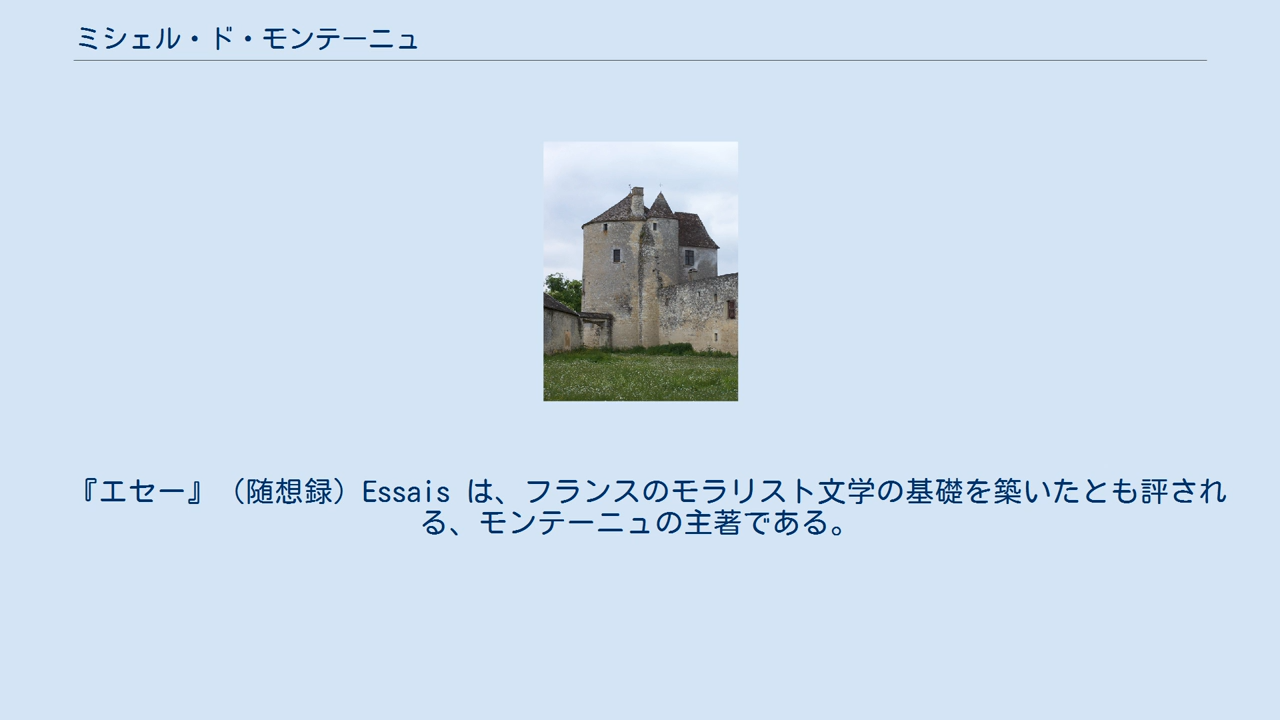 ミシェル・ド・モンテーニュ
『エセー』（随想録）Essais は、フランスのモラリスト文学の基礎を築いたとも評され
る、モンテーニュの主著である。